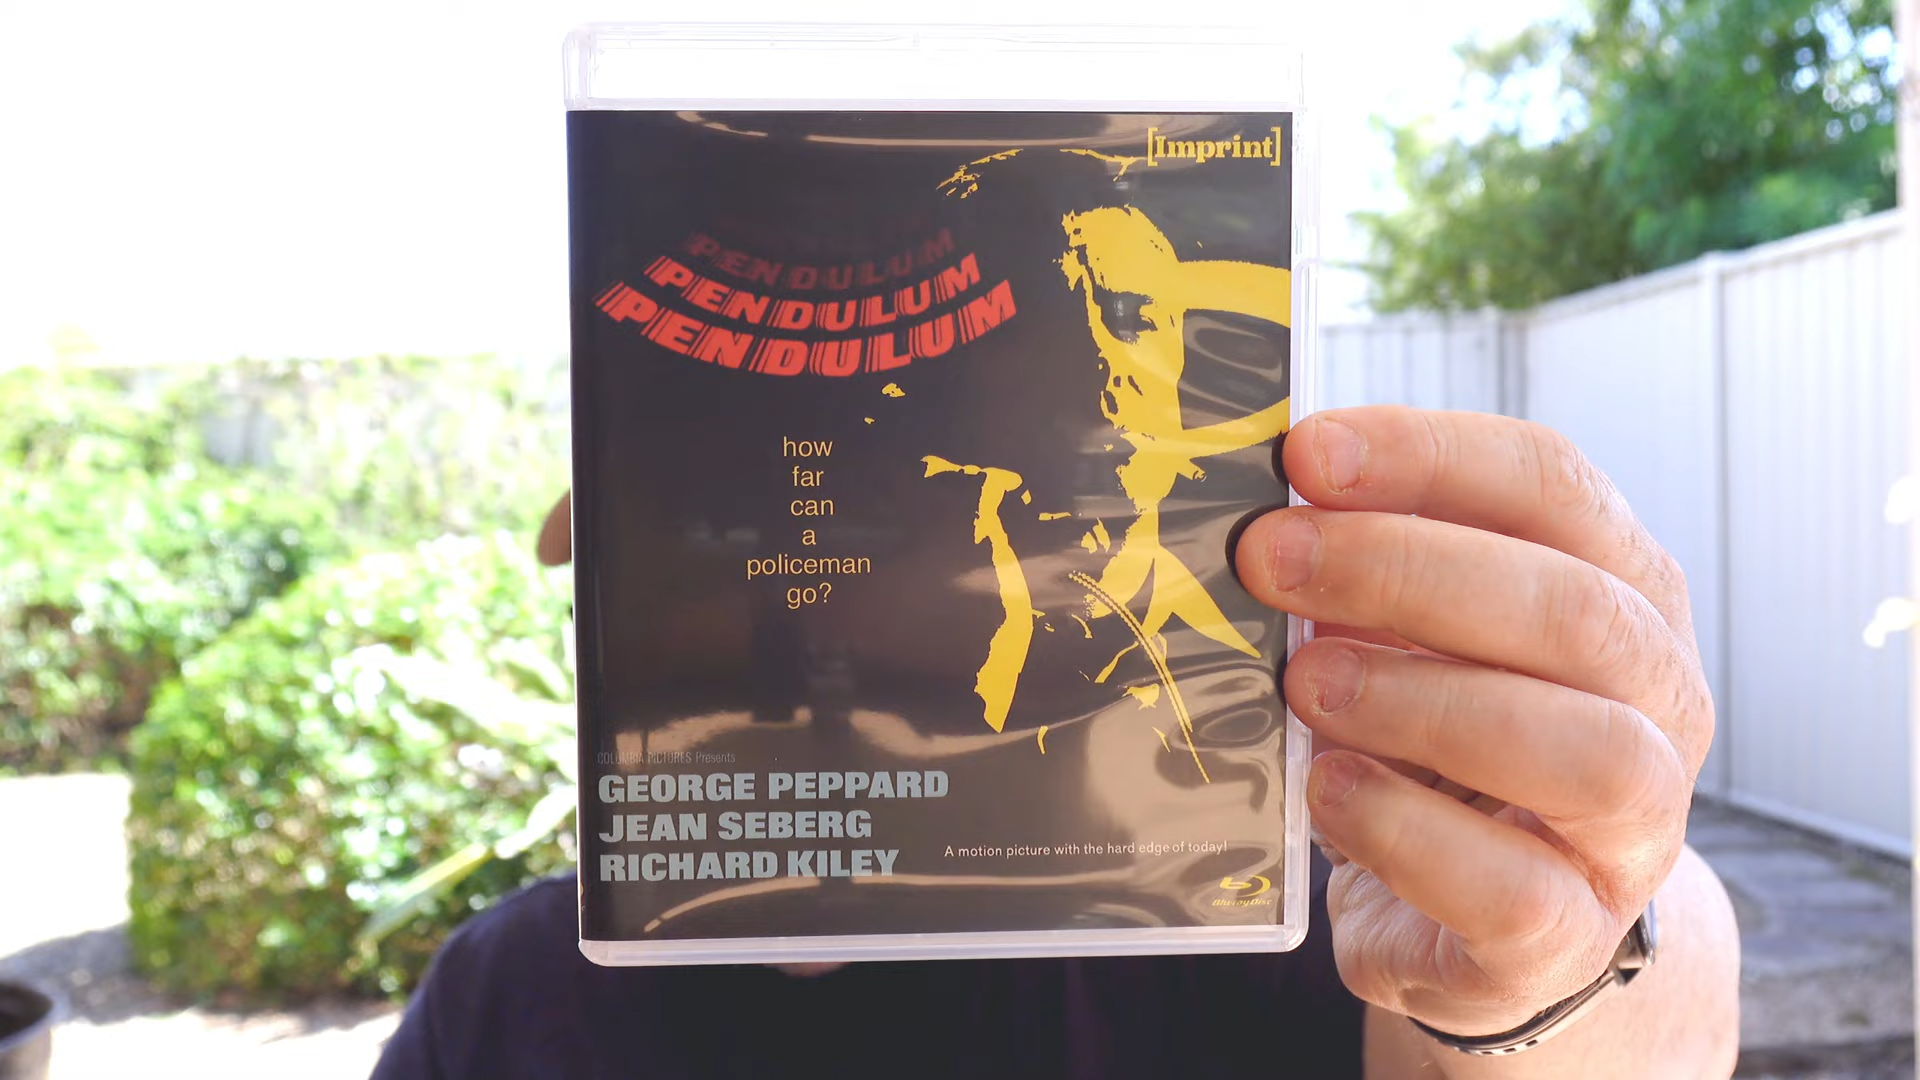 [Imprint]
PENDULUM
PENDULUM
PENDULUM
how
far
can
a
policeman
go?
COLUMBIA PICTURES Presents
GEORGE PEPPARD
JEAN SEBERG
RICHARD KILEY
A motion picture with the hard edge of today!
Blu-ray Disc